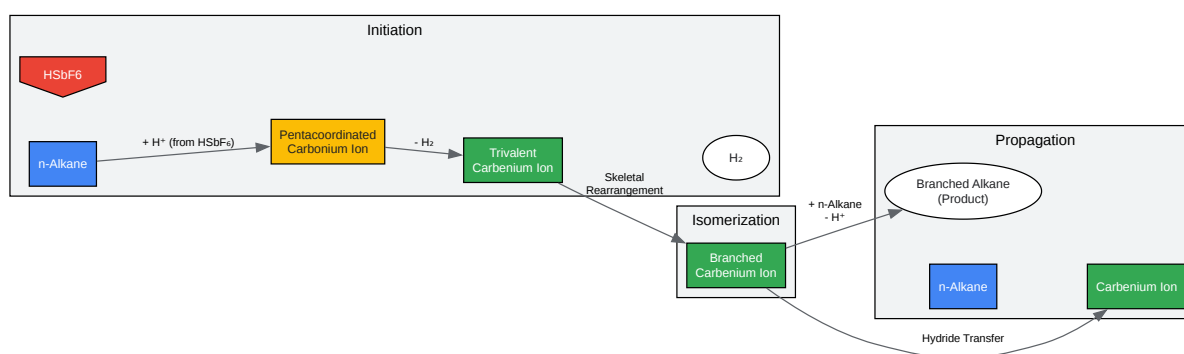 Initiation
HSbF6
n-Alkane
+ H⁺ (from HSbF₆)
Pentacoordinated
Carbonium Ion
- H₂
Trivalent
Carbenium Ion
H₂
Skeletal
Rearrangement
Isomerization
Branched
Carbenium Ion
+ n-Alkane
- H⁺
Propagation
Branched Alkane
(Product)
n-Alkane
Carbenium Ion
Hydride Transfer